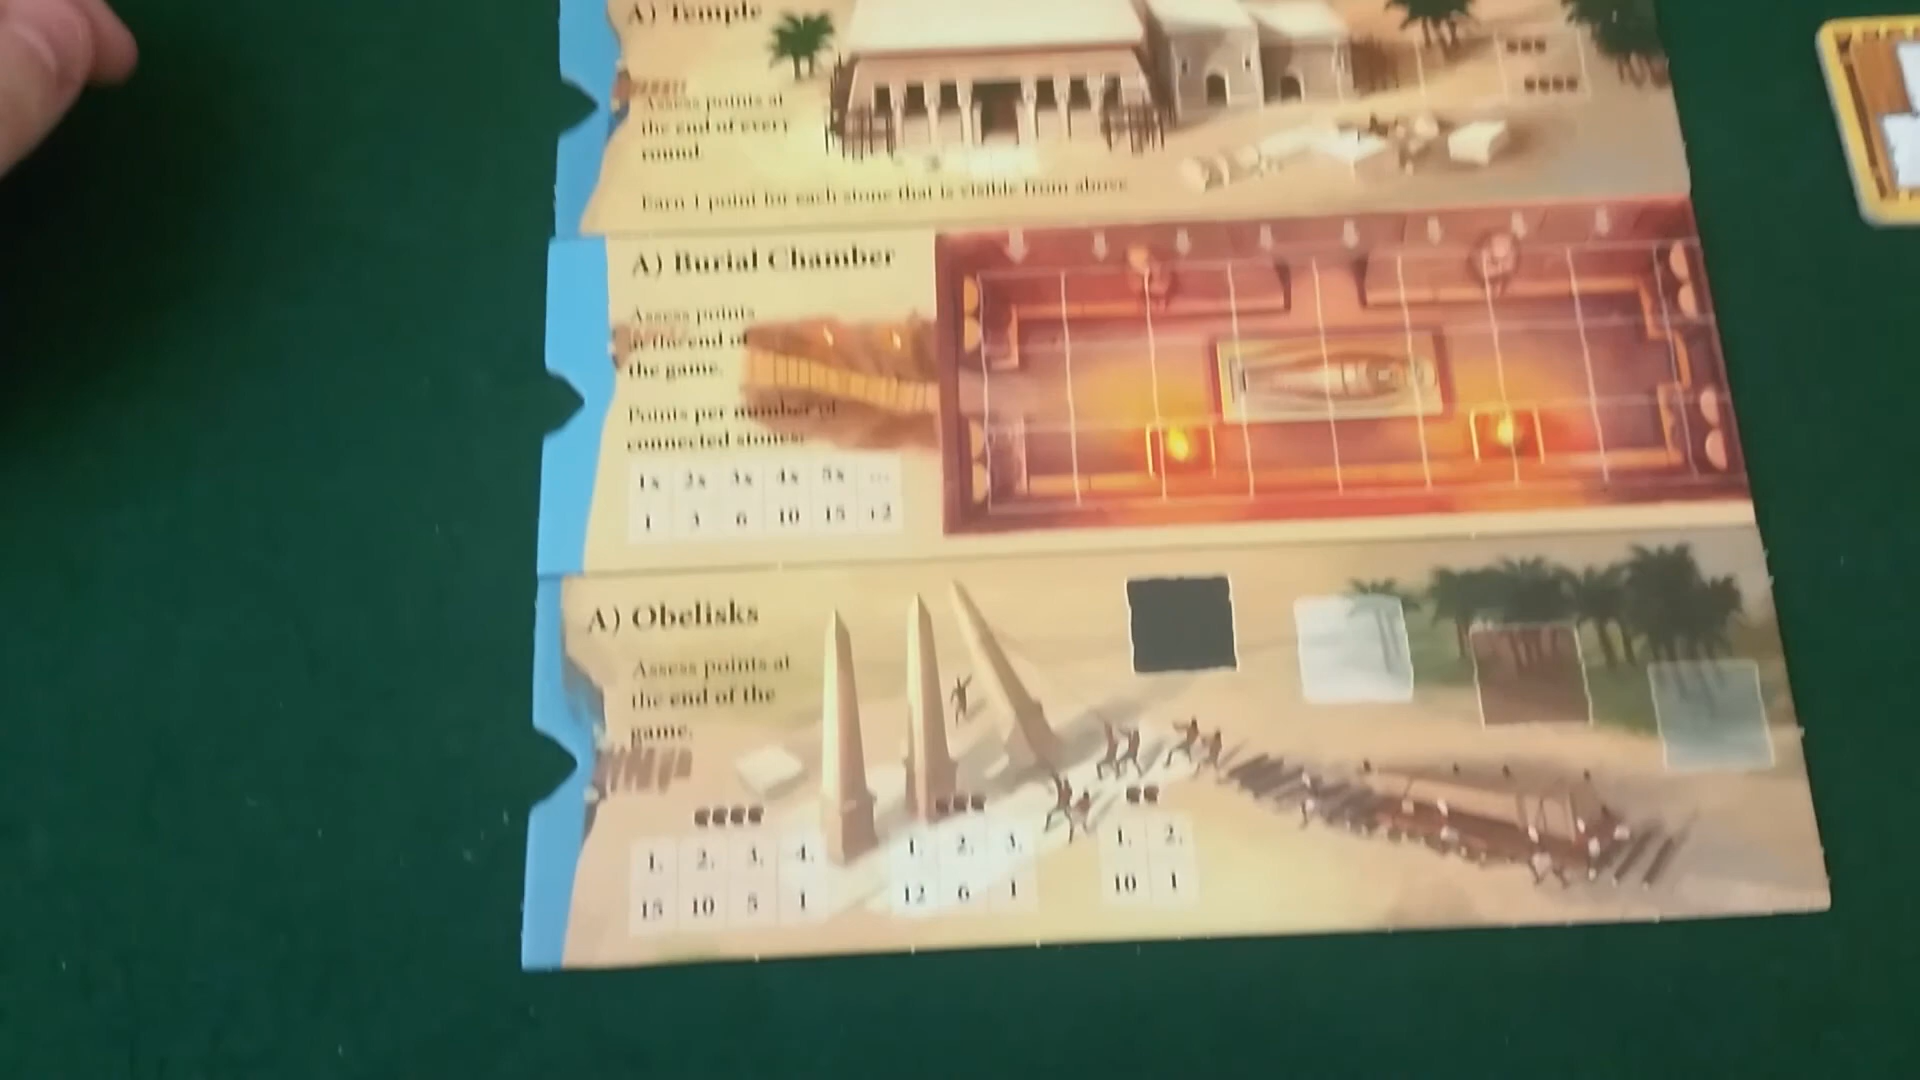 A) Temple
Assess points at
the end of every
round.
Earn 1 point for each stone that is visible from above
A) Burial Chamber
Assess points
at the end of
the game.
Points per number of
connected stones:
1x 2x 3x 4x 5x ...
1 3 6 10 15 +2
A) Obelisks
Assess points at
the end of the
game.
1. 2. 3. 4.
15 10 5 1
1. 2. 3.
12 6 1
1. 2.
10 1